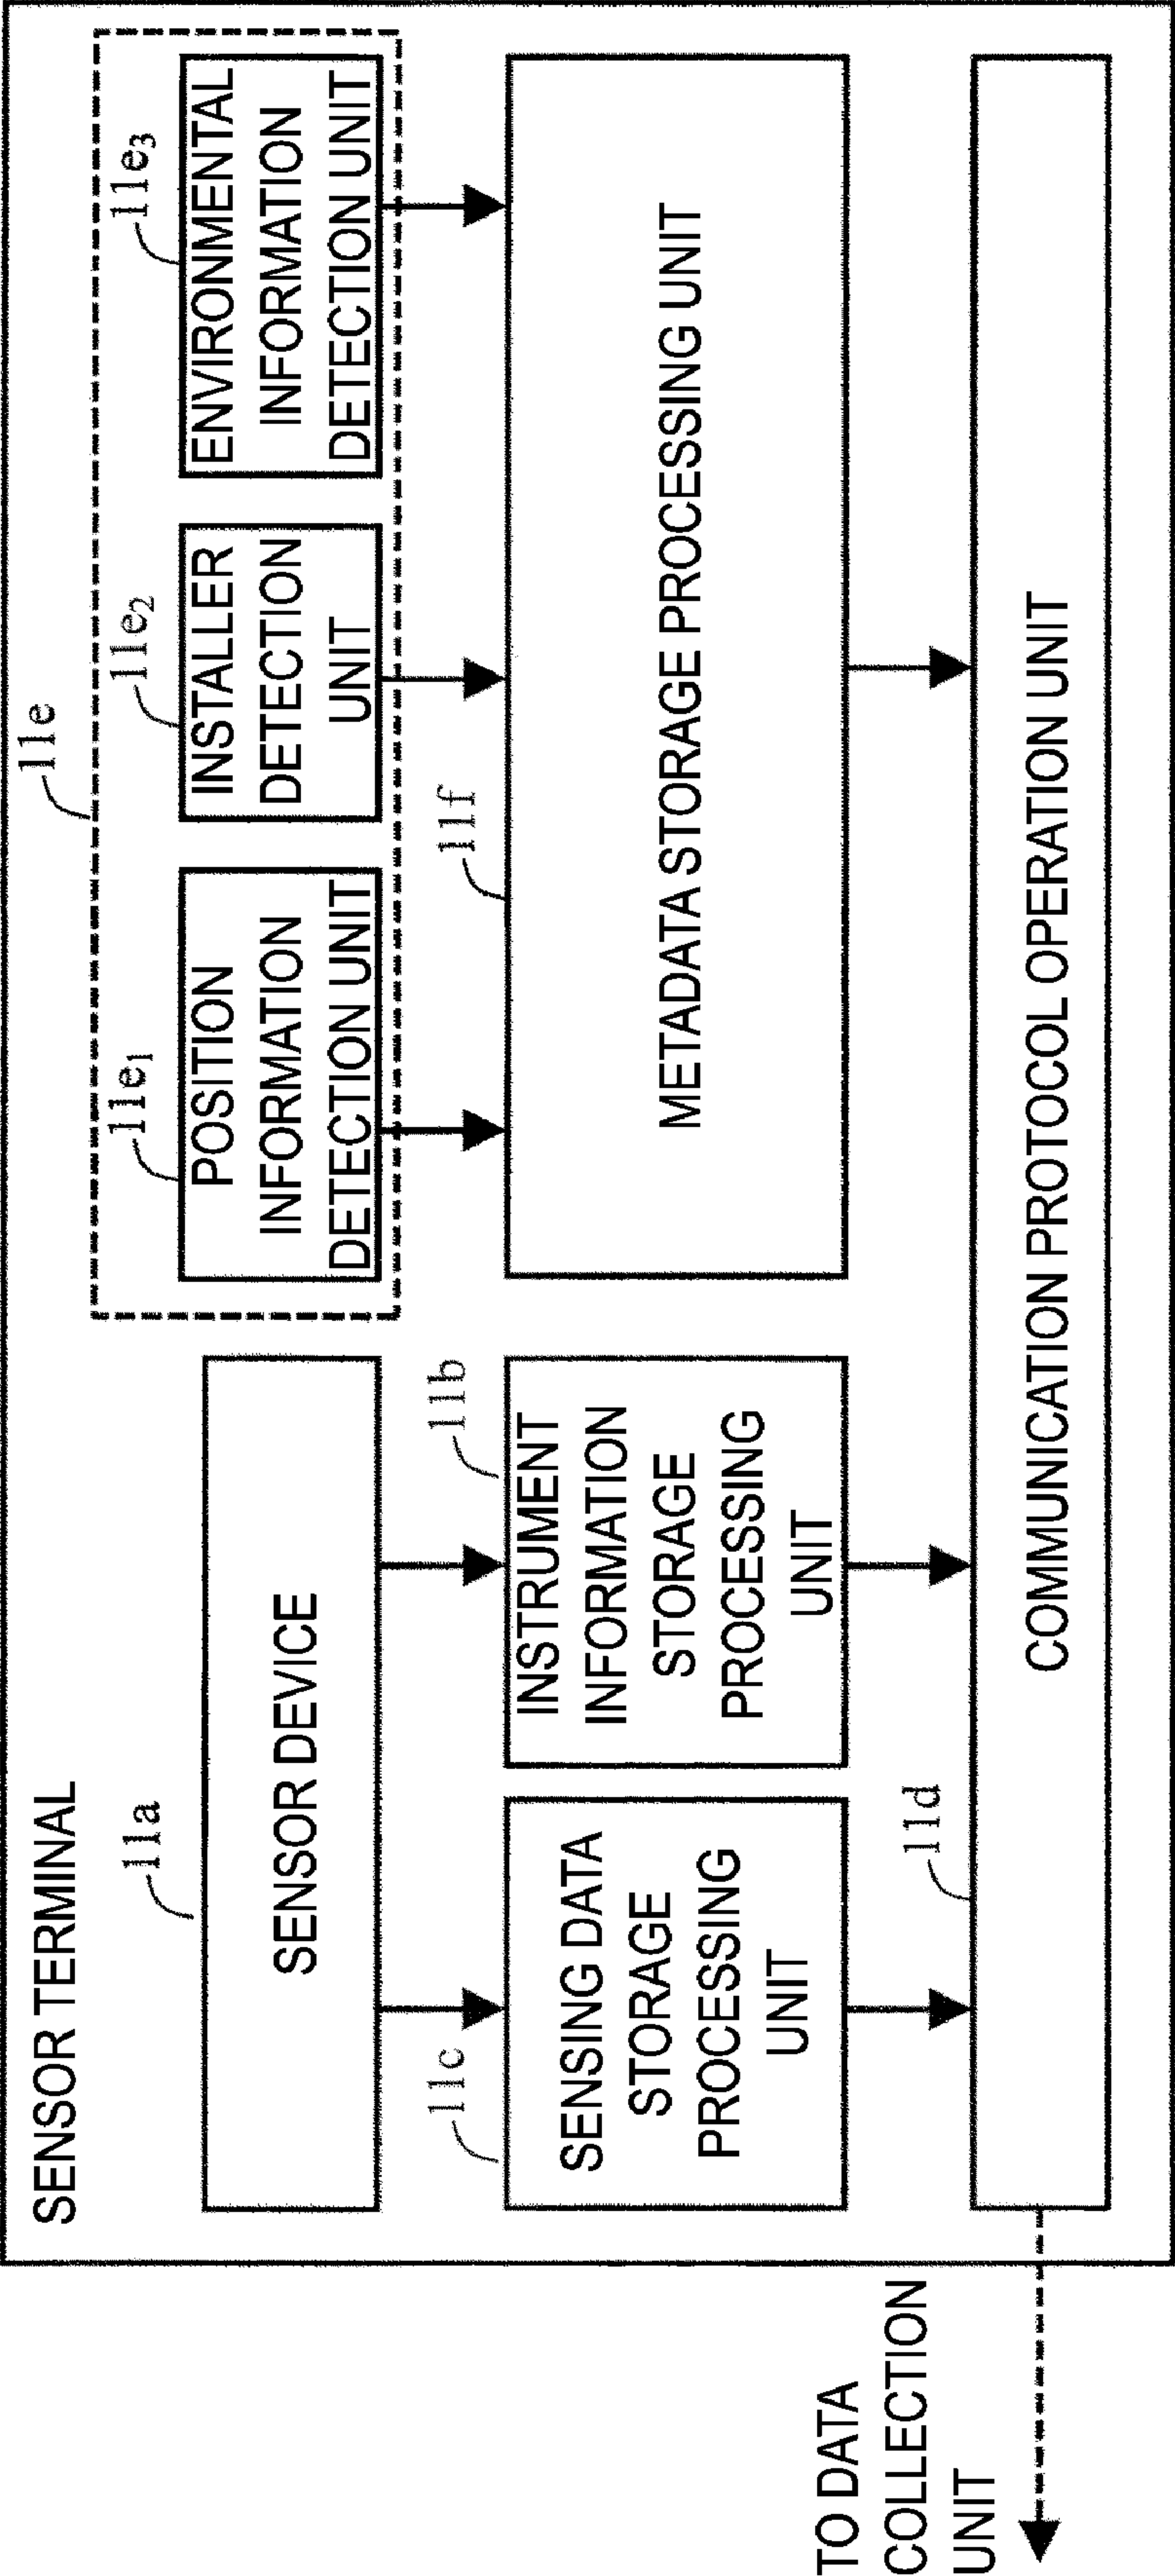 SENSOR TERMINAL
11a
SENSOR DEVICE
11e
11e1
POSITION
INFORMATION
DETECTION UNIT
11e2
INSTALLER
DETECTION
UNIT
11e3
ENVIRONMENTAL
INFORMATION
DETECTION UNIT
11c
SENSING DATA
STORAGE
PROCESSING
UNIT
11b
INSTRUMENT
INFORMATION
STORAGE
PROCESSING
UNIT
11f
METADATA STORAGE PROCESSING UNIT
11d
COMMUNICATION PROTOCOL OPERATION UNIT
TO DATA
COLLECTION
UNIT